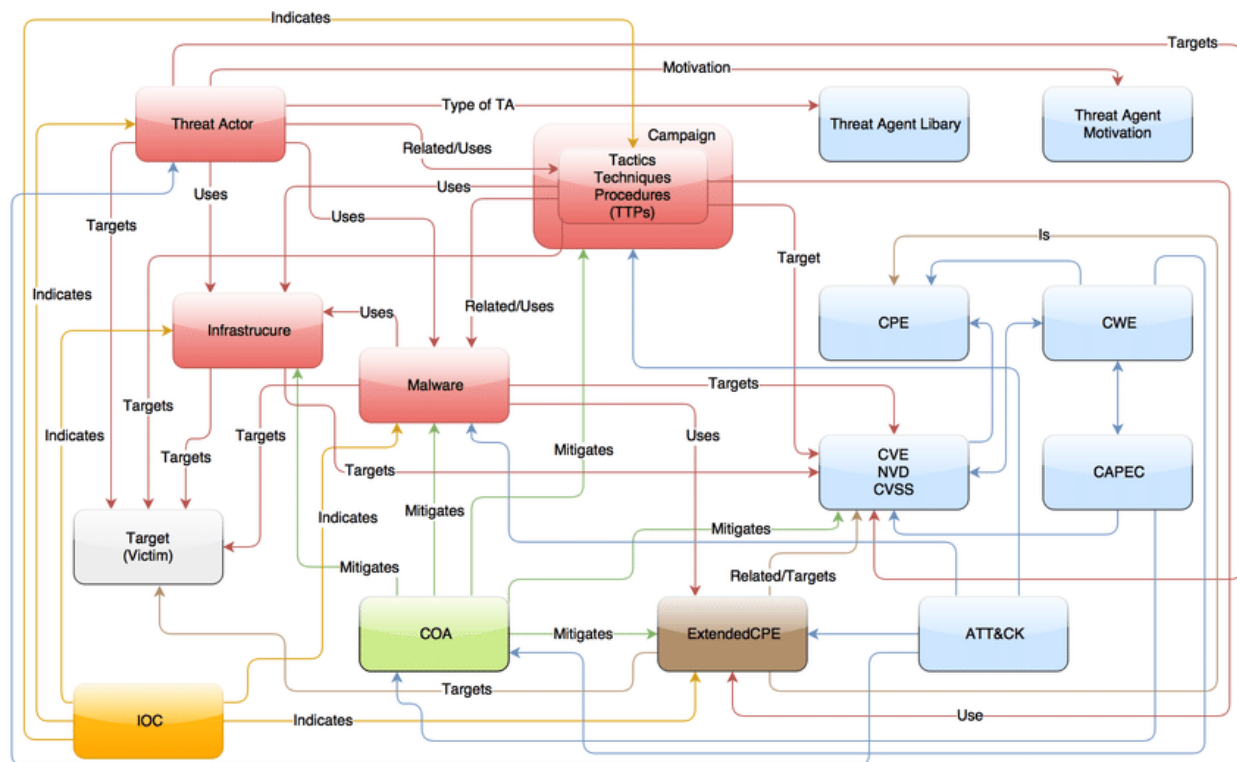 Indicates
Targets
Motivation
Threat Actor
Type of TA
Threat Agent Libary
Threat Agent
Motivation
Campaign
Related/Uses
Tactics
Techniques
Procedures
(TTPs)
Uses
Uses
Uses
Targets
Target
Is
Indicates
Related/Uses
Infrastrucure
Uses
CPE
CWE
Malware
Targets
Targets
Indicates
Targets
Uses
Targets
Mitigates
Targets
CVE
NVD
CVSS
CAPEC
Indicates
Mitigates
Mitigates
Target
(Victim)
Mitigates
Related/Targets
COA
Mitigates
ExtendedCPE
ATT&CK
Targets
IOC
Indicates
Use